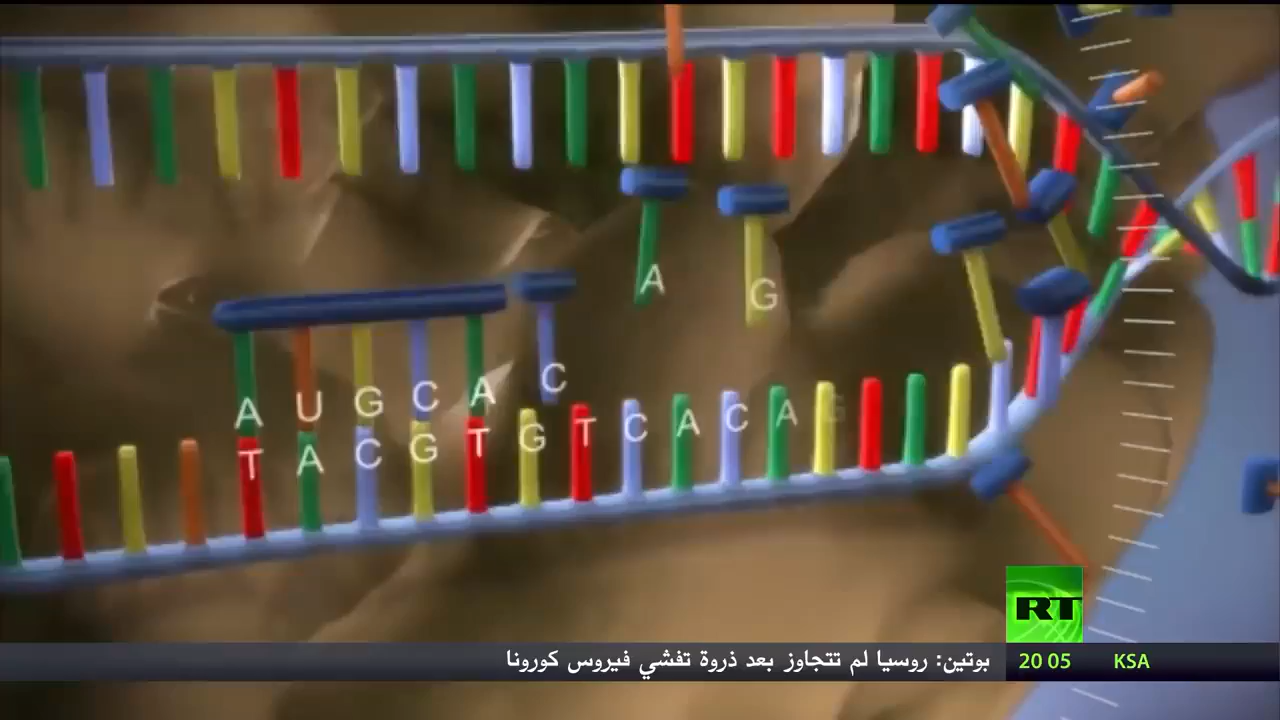 A G
A U G C A C
T A C G T G T C A C A G
RT
بوتين: روسيا لم تتجاوز بعد ذروة تفشي فيروس كورونا
20 05 KSA